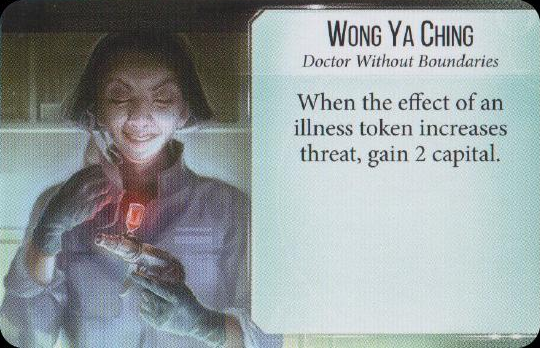 Wong Ya Ching
Doctor Without Boundaries
When the effect of an
illness token increases
threat, gain 2 capital.